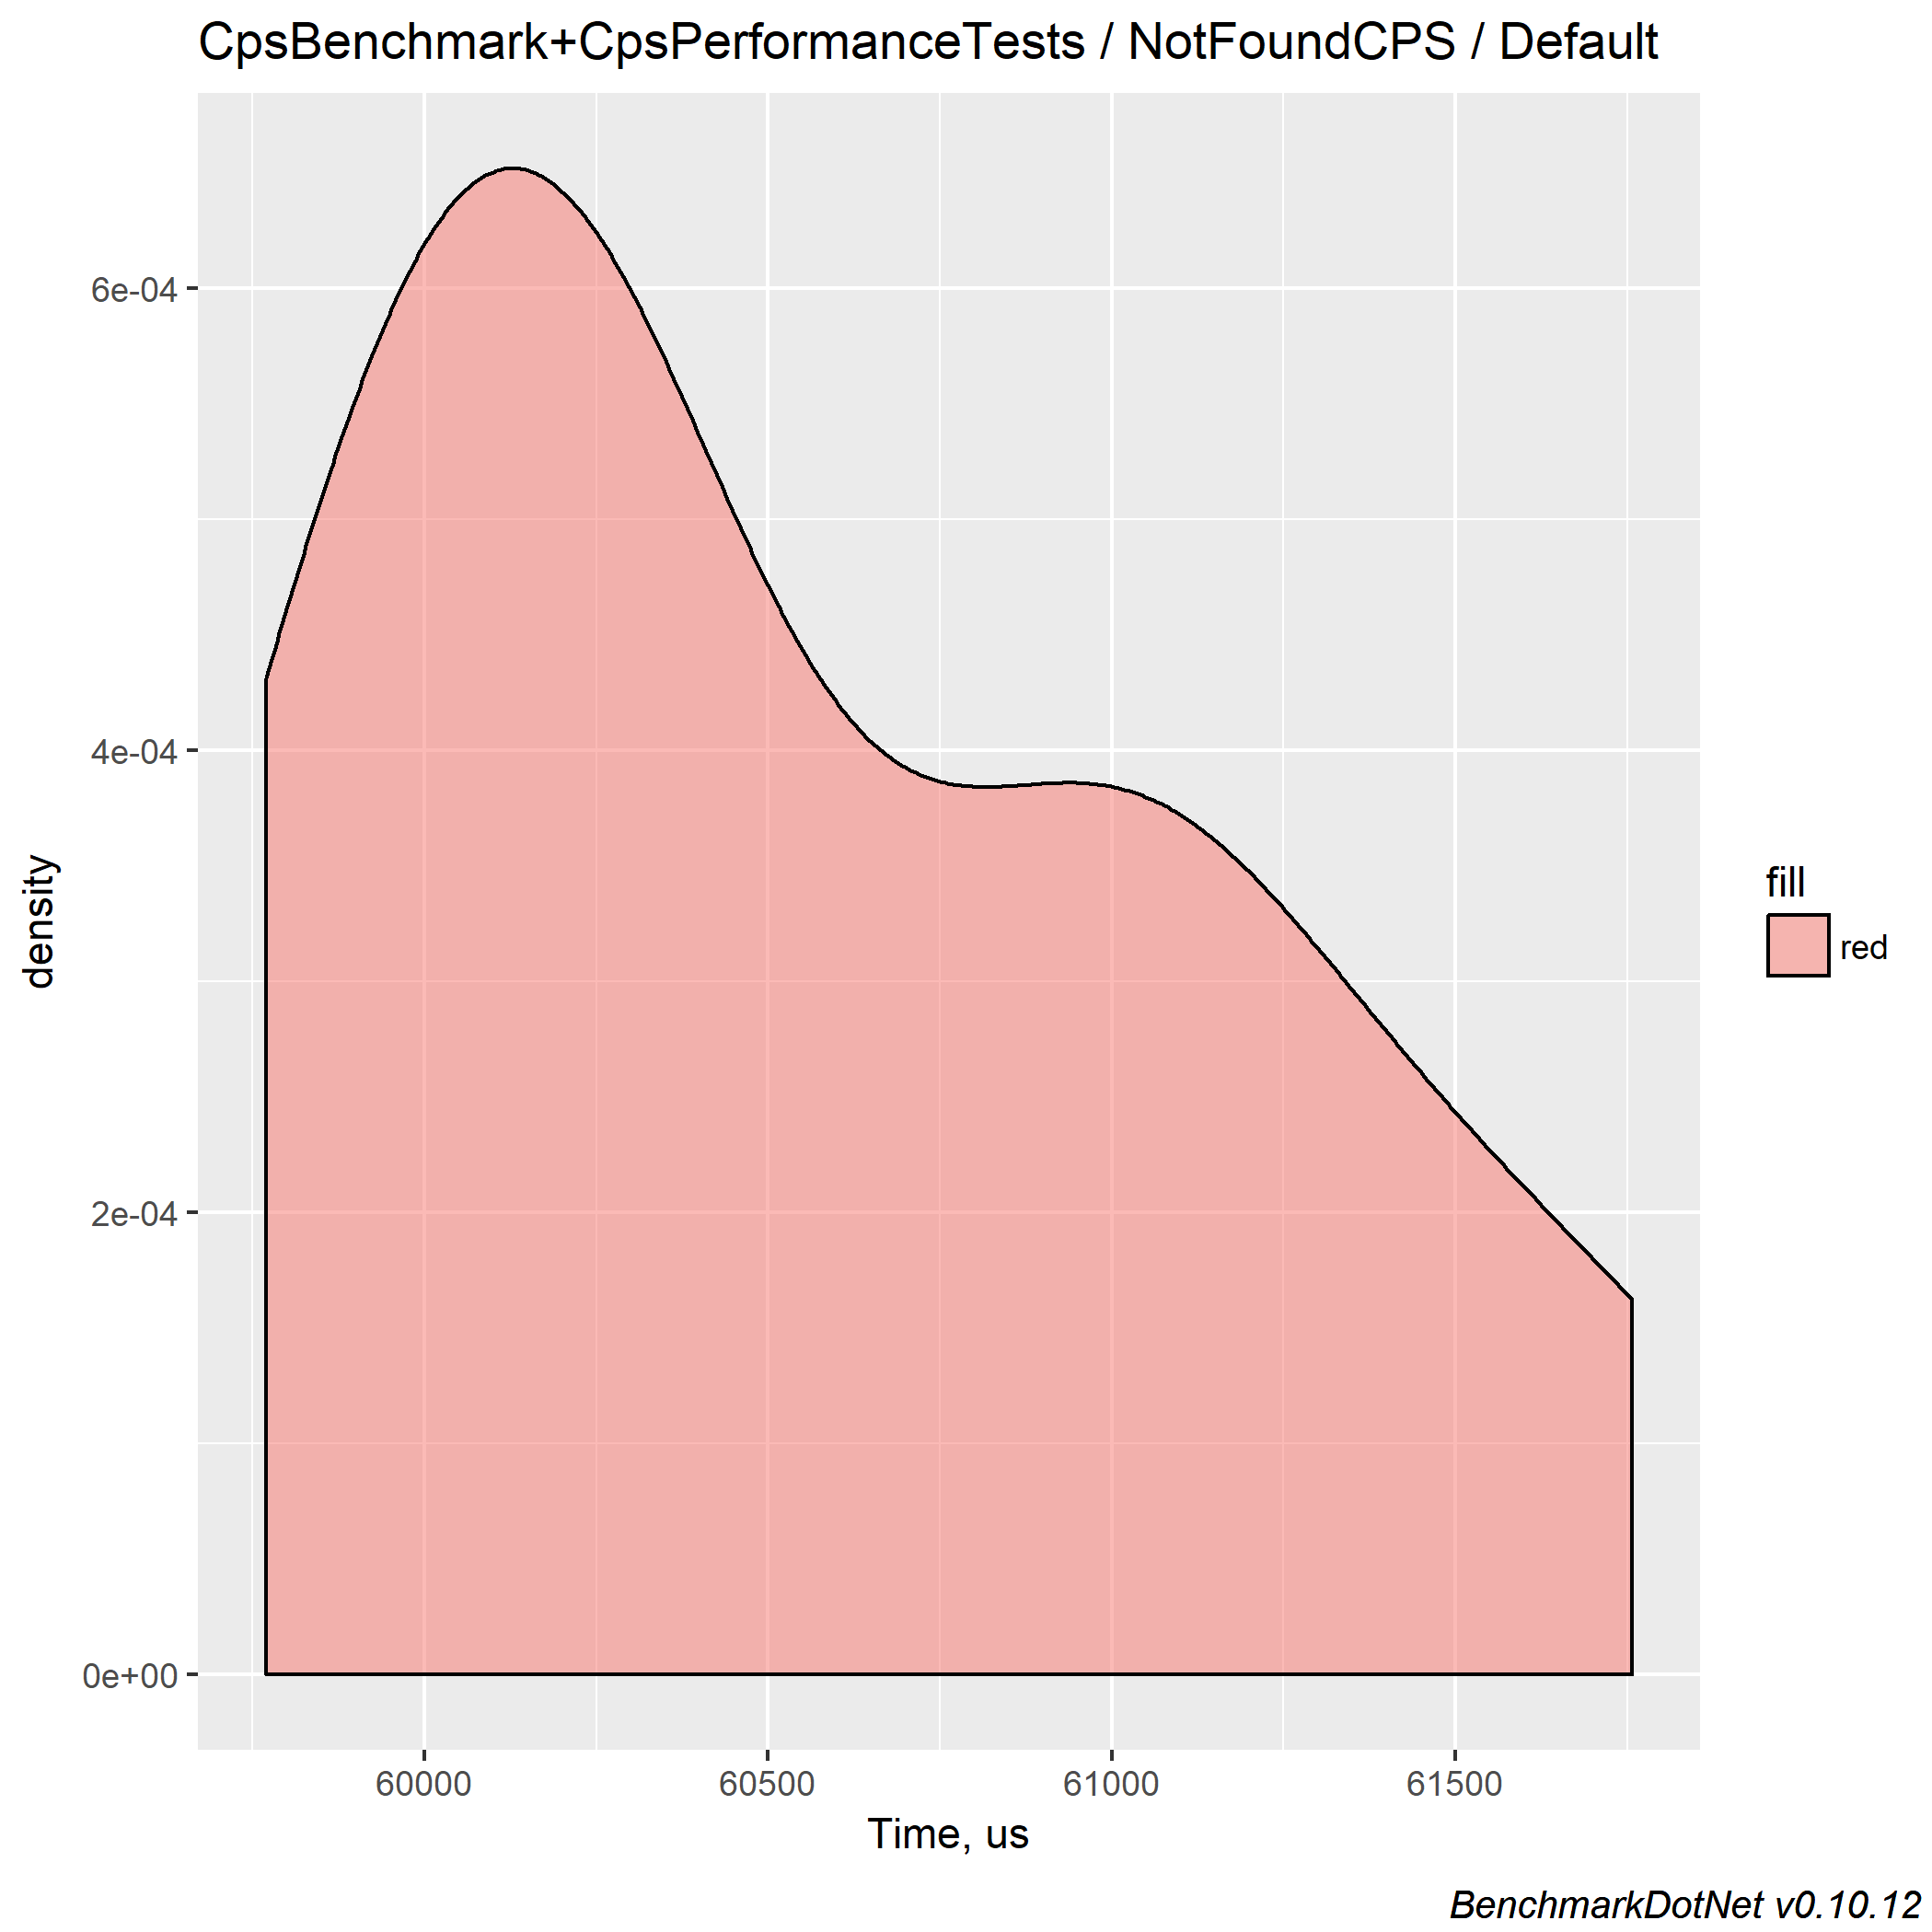 CpsBenchmark+CpsPerformanceTests / NotFoundCPS / Default
6e-04
4e-04
2e-04
0e+00
density
60000 60500 61000 61500
Time, us
fill
red
BenchmarkDotNet v0.10.12